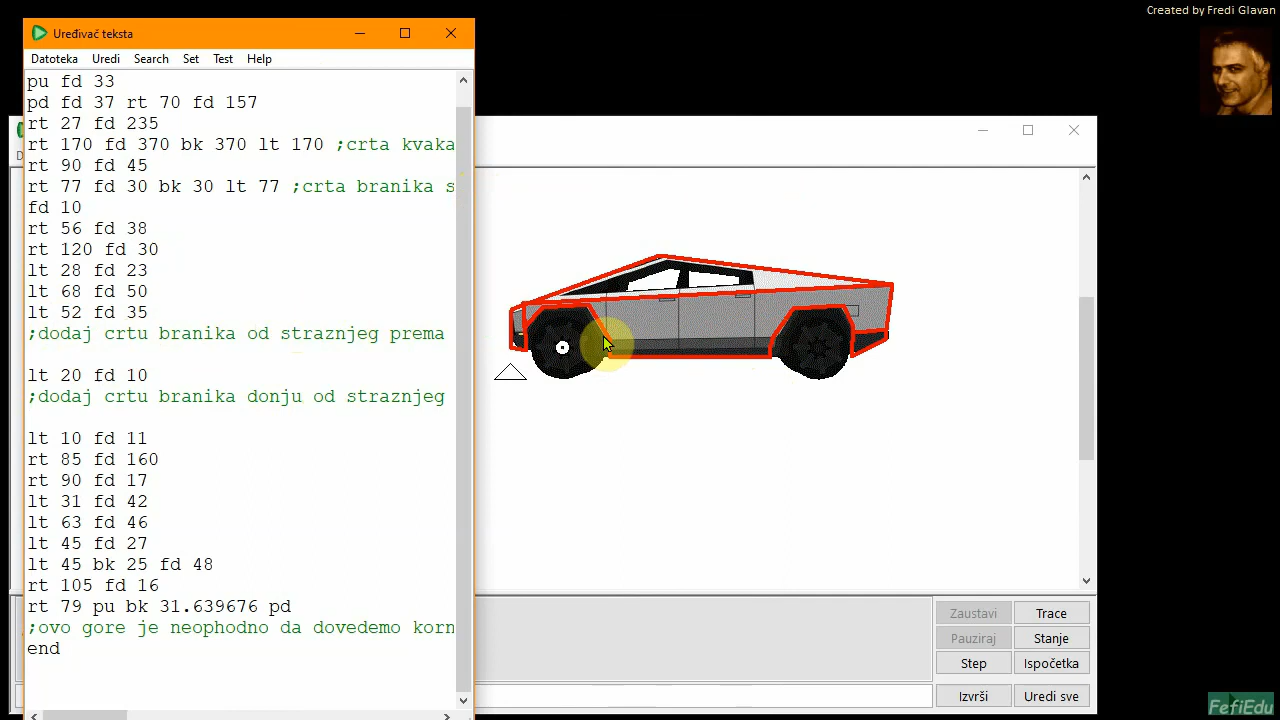 Created by Fredi Glavan
Uređivač teksta
Datoteka Uredi Search Set Test Help
pu fd 33
pd fd 37 rt 70 fd 157
rt 27 fd 235
rt 170 fd 370 bk 370 lt 170 ;crta kvaka
rt 90 fd 45
rt 77 fd 30 bk 30 lt 77 ;crta branika s
fd 10
rt 56 fd 38
rt 120 fd 30
lt 28 fd 23
lt 68 fd 50
lt 52 fd 35
;dodaj crtu branika od straznjeg prema
lt 20 fd 10
;dodaj crtu branika donju od straznjeg
lt 10 fd 11
rt 85 fd 160
rt 90 fd 17
lt 31 fd 42
lt 63 fd 46
lt 45 fd 27
lt 45 bk 25 fd 48
rt 105 fd 16
rt 79 pu bk 31.639676 pd
;ovo gore je neophodno da dovedemo korn
end
Zaustavi Trace
Pauziraj Stanje
Step Ispočetka
Izvrši Uredi sve
FefiEdu